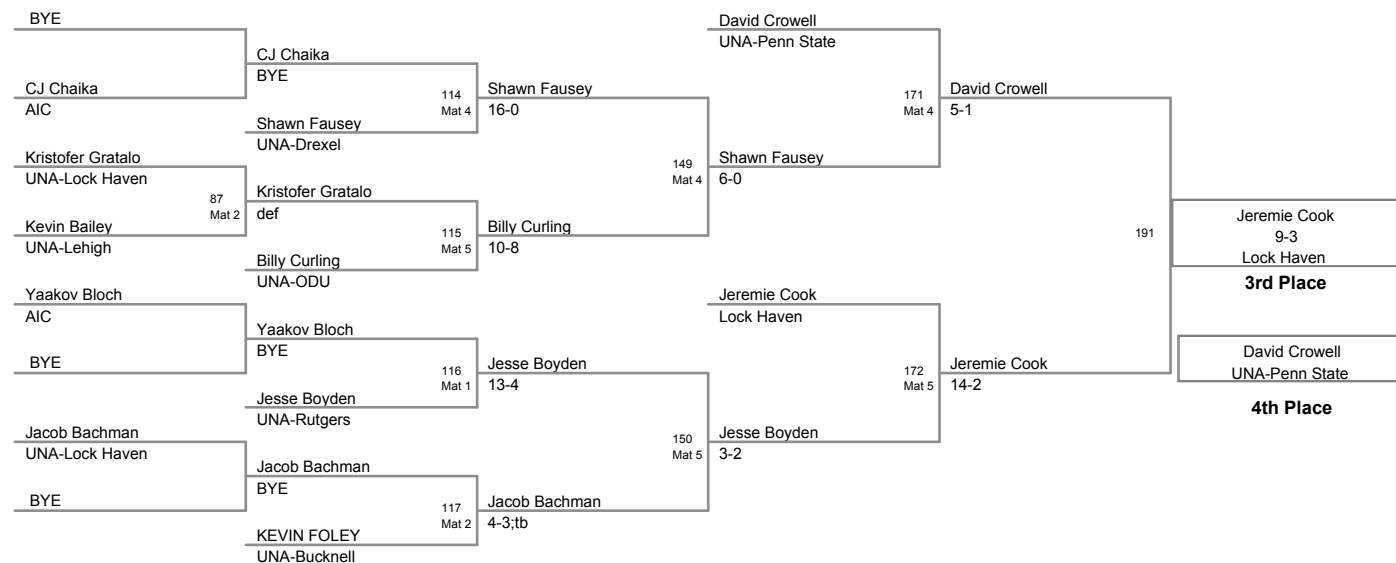 BYE
CJ Chaika
AIC
Kristofer Gratalo
UNA-Lock Haven
Kevin Bailey
UNA-Lehigh
Yaakov Bloch
AIC
BYE
Jacob Bachman
UNA-Lock Haven
BYE
87
Mat 2
CJ Chaika
BYE
Shawn Fausey
UNA-Drexel
Kristofer Gratalo
def
Billy Curling
UNA-ODU
Yaakov Bloch
BYE
Jesse Boyden
UNA-Rutgers
Jacob Bachman
BYE
KEVIN FOLEY
UNA-Bucknell
114
Mat 4
115
Mat 5
116
Mat 1
117
Mat 2
Shawn Fausey
16-0
Billy Curling
10-8
Jesse Boyden
13-4
Jacob Bachman
4-3;tb
149
Mat 4
150
Mat 5
David Crowell
UNA-Penn State
Shawn Fausey
6-0
Jeremie Cook
Lock Haven
Jesse Boyden
3-2
171
Mat 4
172
Mat 5
David Crowell
5-1
Jeremie Cook
14-2
191
Jeremie Cook
9-3
Lock Haven
3rd Place
David Crowell
UNA-Penn State
4th Place